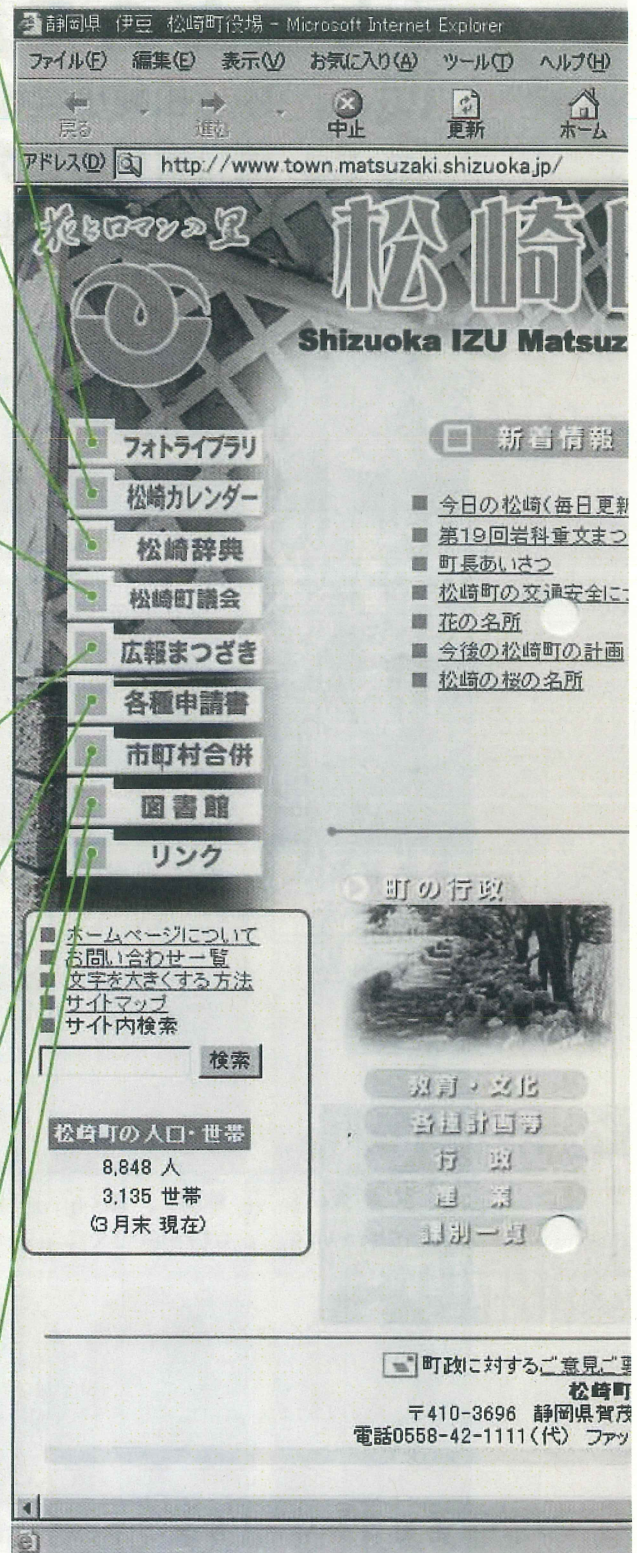 静岡県 伊豆 松崎町役場 - Microsoft Internet Explorer
ファイル(F) 編集(E) 表示(V) お気に入り(A) ツール(T) ヘルプ(H)
戻る 進む 中止 更新 ホーム
アドレス(D) http://www.town.matsuzaki.shizuoka.jp/
花とロマンの里
松崎
Shizuoka IZU Matsuz
フォトライブラリ
松崎カレンダー
松崎辞典
松崎町議会
広報まつざき
各種申請書
市町村合併
図書館
リンク
新着情報
今日の松崎(毎日更新
第19回岩科重文まつ
町長あいさつ
松崎町の交通安全に
花の名所
今後の松崎町の計画
松崎の桜の名所
ホームページについて
お問い合わせ一覧
文字を大きくする方法
サイトマップ
サイト内検索
検索
松崎町の人口・世帯
8,848 人
3,135 世帯
(3月末 現在)
町の行政
教育・文化
各種計画等
行 政
産 業
課別一覧
町政に対するご意見ご要
松崎町
〒410-3696 静岡県賀茂
電話0558-42-1111(代) ファッ